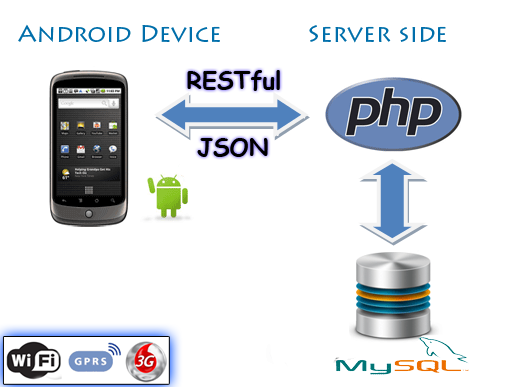 Android Device
Server side
RESTful
JSON
php
MySQL
WiFi
GPRS
3G